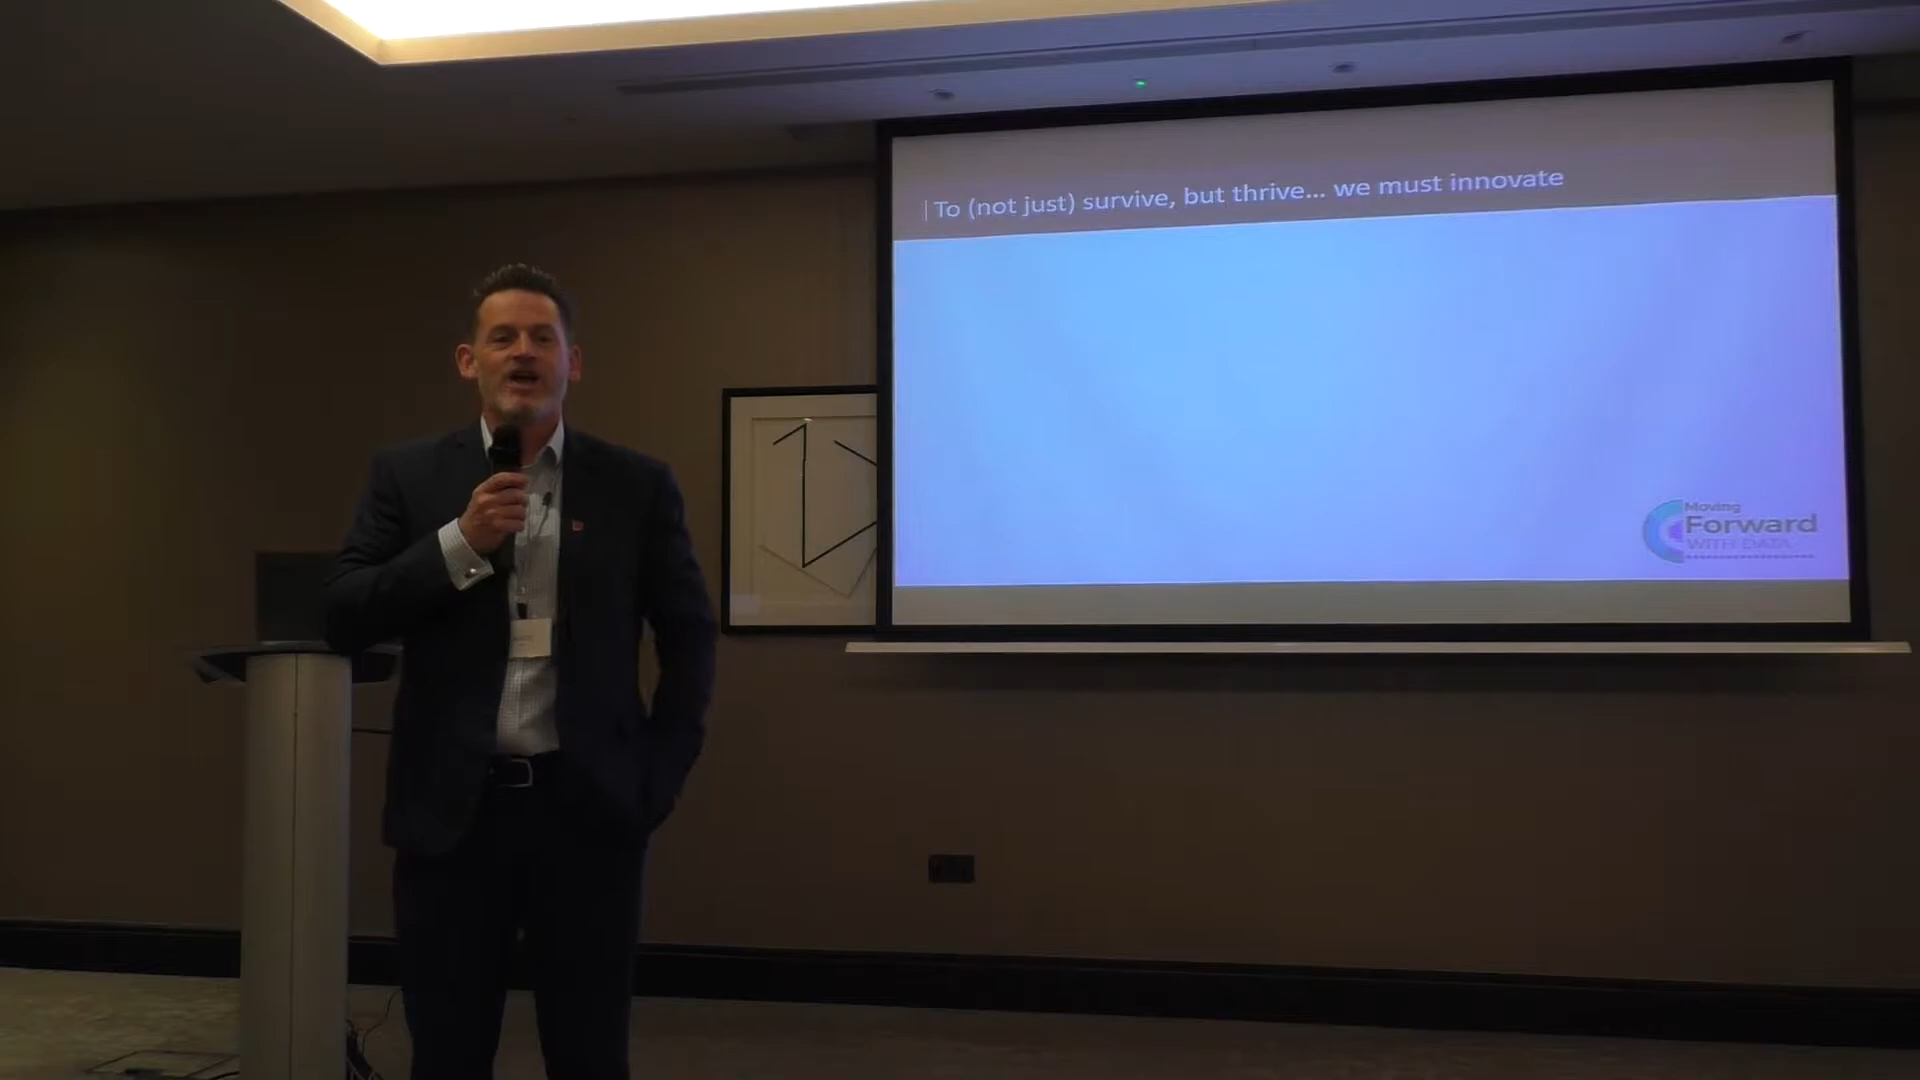 To (not just) survive, but thrive... we must innovate
Moving
Forward
WITH DATA